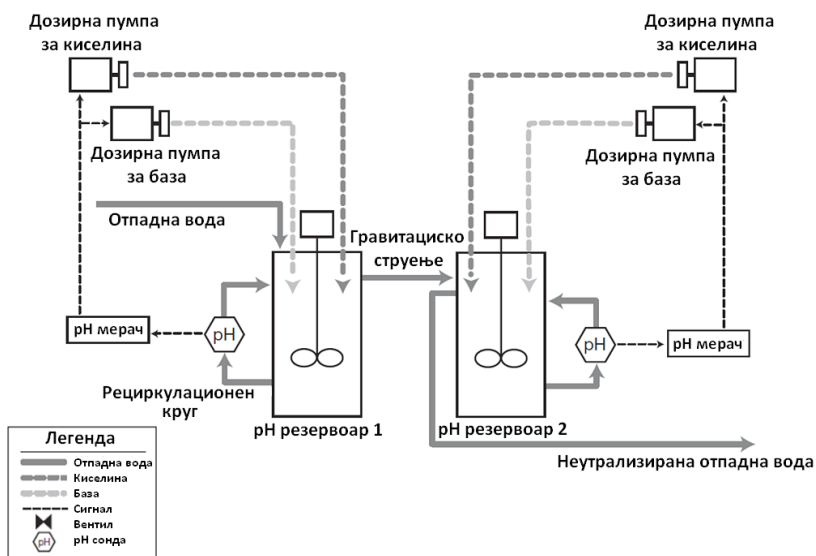 Дозирна пумпа
за киселина
Дозирна пумпа
за киселина
Дозирна пумпа
за база
Дозирна пумпа
за база
Отпадна вода
Гравитациско
струење
pH мерач
pH
pH
pH мерач
Рециркулационен
круг
pH резервоар 1
pH резервоар 2
Неутрализирана отпадна вода
Легенда
Отпадна вода
Киселина
База
Сигнал
Вентил
pH
pH сонда